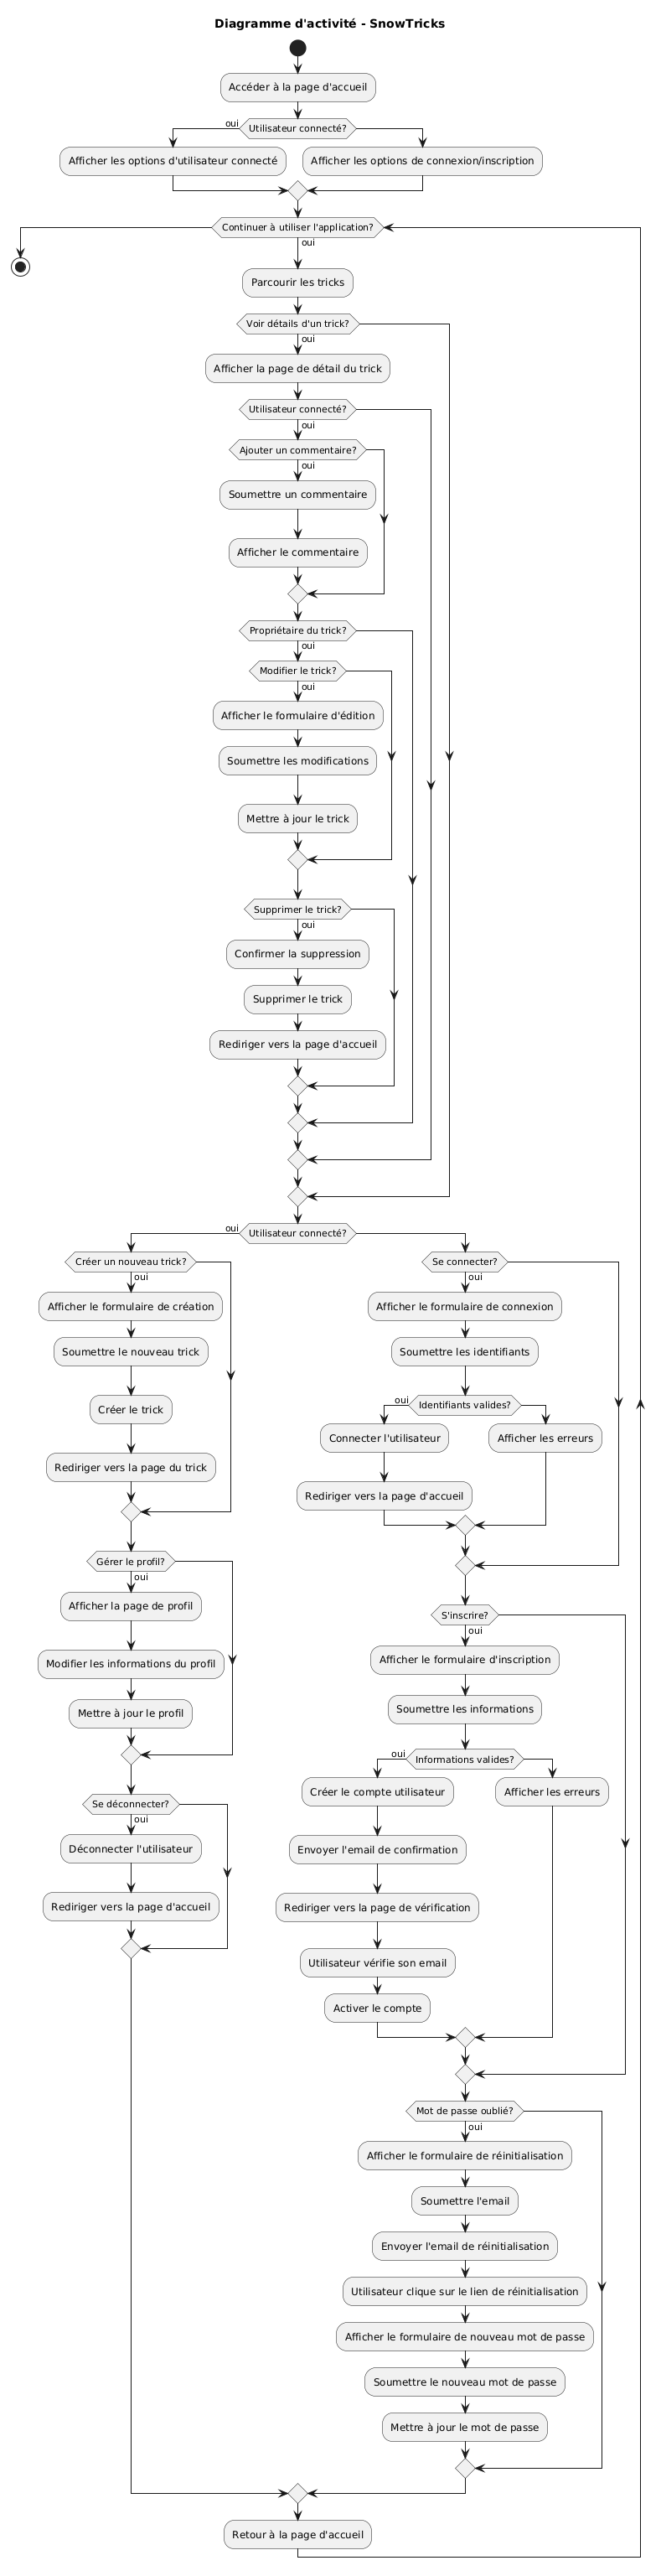 Diagramme d'activité - SnowTricks
Accéder à la page d'accueil
Utilisateur connecté?
oui
Afficher les options d'utilisateur connecté
Afficher les options de connexion/inscription
Continuer à utiliser l'application?
oui
Parcourir les tricks
Voir détails d'un trick?
oui
Afficher la page de détail du trick
Utilisateur connecté?
oui
Ajouter un commentaire?
oui
Soumettre un commentaire
Afficher le commentaire
Propriétaire du trick?
oui
Modifier le trick?
oui
Afficher le formulaire d'édition
Soumettre les modifications
Mettre à jour le trick
Supprimer le trick?
oui
Confirmer la suppression
Supprimer le trick
Rediriger vers la page d'accueil
Utilisateur connecté?
oui
Créer un nouveau trick?
oui
Afficher le formulaire de création
Soumettre le nouveau trick
Créer le trick
Rediriger vers la page du trick
Gérer le profil?
oui
Afficher la page de profil
Modifier les informations du profil
Mettre à jour le profil
Se déconnecter?
oui
Déconnecter l'utilisateur
Rediriger vers la page d'accueil
Se connecter?
oui
Afficher le formulaire de connexion
Soumettre les identifiants
Identifiants valides?
oui
Connecter l'utilisateur
Rediriger vers la page d'accueil
Afficher les erreurs
S'inscrire?
oui
Afficher le formulaire d'inscription
Soumettre les informations
Informations valides?
oui
Créer le compte utilisateur
Envoyer l'email de confirmation
Rediriger vers la page de vérification
Utilisateur vérifie son email
Activer le compte
Afficher les erreurs
Mot de passe oublié?
oui
Afficher le formulaire de réinitialisation
Soumettre l'email
Envoyer l'email de réinitialisation
Utilisateur clique sur le lien de réinitialisation
Afficher le formulaire de nouveau mot de passe
Soumettre le nouveau mot de passe
Mettre à jour le mot de passe
Retour à la page d'accueil